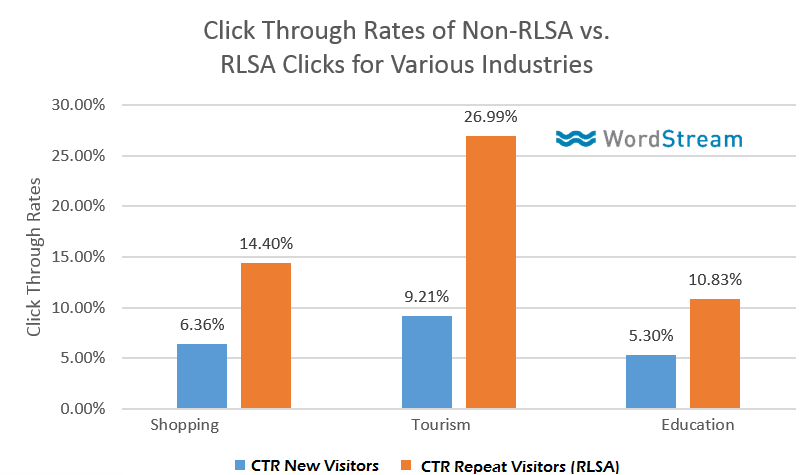 Click Through Rates of Non-RLSA vs.
RLSA Clicks for Various Industries
WordStream
Click Through Rates
30.00%
25.00%
20.00%
15.00%
10.00%
5.00%
0.00%
6.36%
14.40%
9.21%
26.99%
5.30%
10.83%
Shopping
Tourism
Education
CTR New Visitors
CTR Repeat Visitors (RLSA)